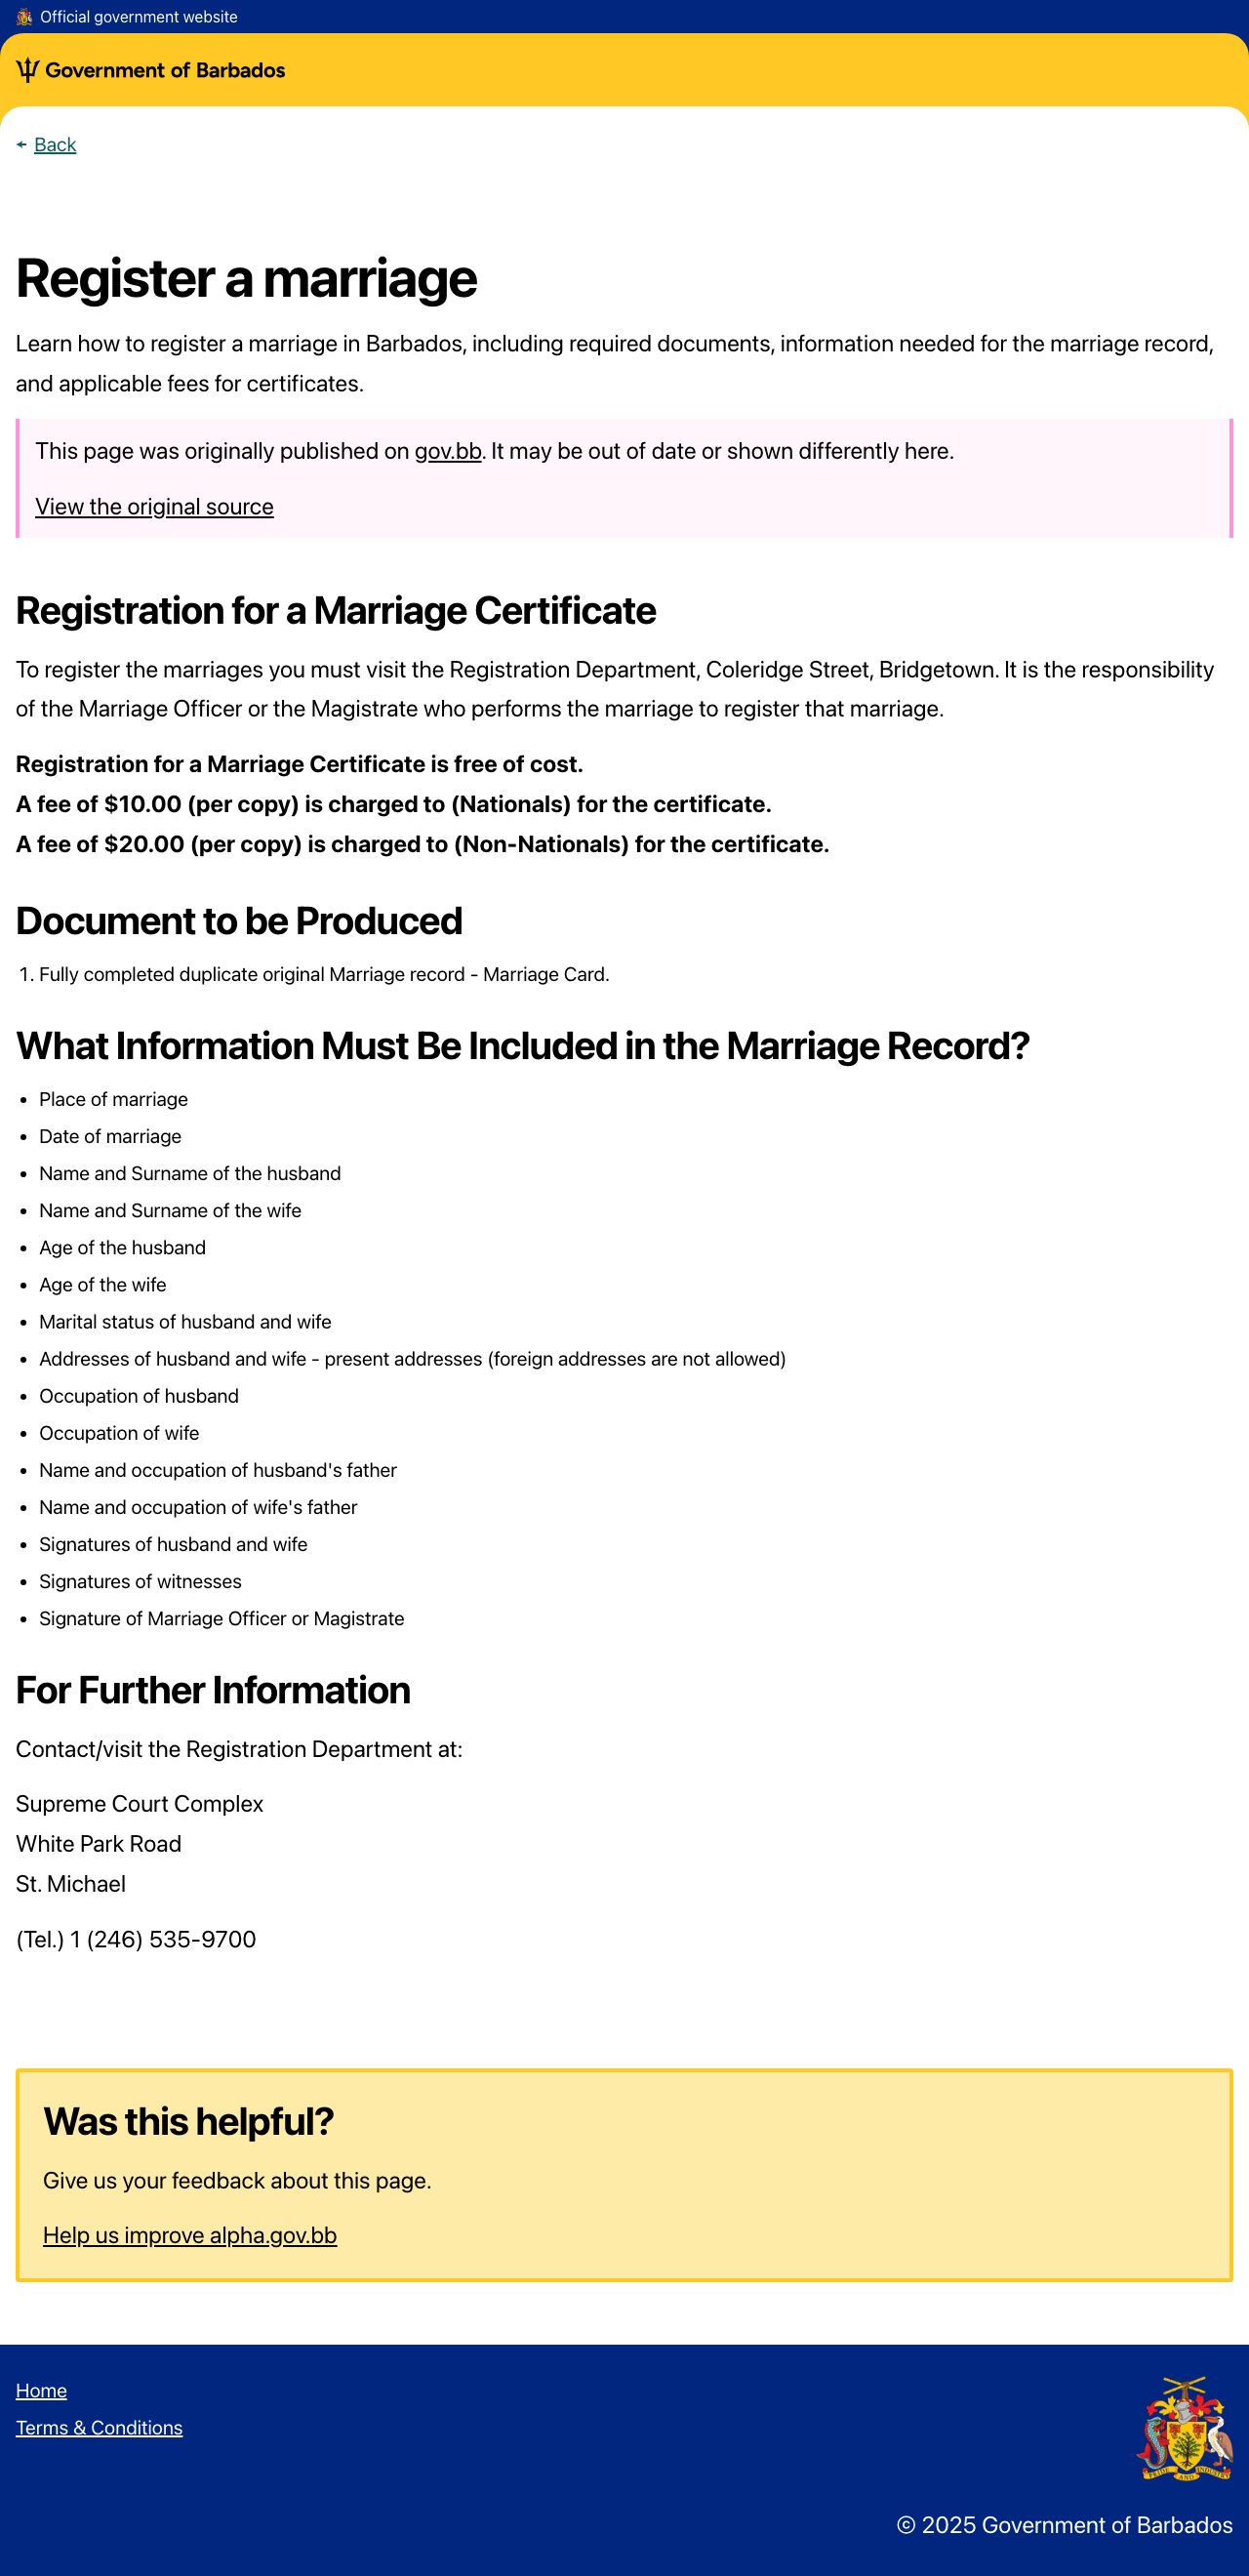 Official government website
Government of Barbados
Back
Register a marriage
Learn how to register a marriage in Barbados, including required documents, information needed for the marriage record,
and applicable fees for certificates.
This page was originally published on gov.bb. It may be out of date or shown differently here.
View the original source
Registration for a Marriage Certificate
To register the marriages you must visit the Registration Department, Coleridge Street, Bridgetown. It is the responsibility
of the Marriage Officer or the Magistrate who performs the marriage to register that marriage.
Registration for a Marriage Certificate is free of cost.
A fee of $10.00 (per copy) is charged to (Nationals) for the certificate.
A fee of $20.00 (per copy) is charged to (Non-Nationals) for the certificate.
Document to be Produced
1. Fully completed duplicate original Marriage record - Marriage Card.
What Information Must Be Included in the Marriage Record?
• Place of marriage
• Date of marriage
• Name and Surname of the husband
• Name and Surname of the wife
• Age of the husband
• Age of the wife
• Marital status of husband and wife
• Addresses of husband and wife - present addresses (foreign addresses are not allowed)
• Occupation of husband
• Occupation of wife
• Name and occupation of husband's father
• Name and occupation of wife's father
• Signatures of husband and wife
• Signatures of witnesses
• Signature of Marriage Officer or Magistrate
For Further Information
Contact/visit the Registration Department at:
Supreme Court Complex
White Park Road
St. Michael
(Tel.) 1 (246) 535-9700
Was this helpful?
Give us your feedback about this page.
Help us improve alpha.gov.bb
Home
Terms & Conditions
PRIDE AND INDUSTRY
© 2025 Government of Barbados